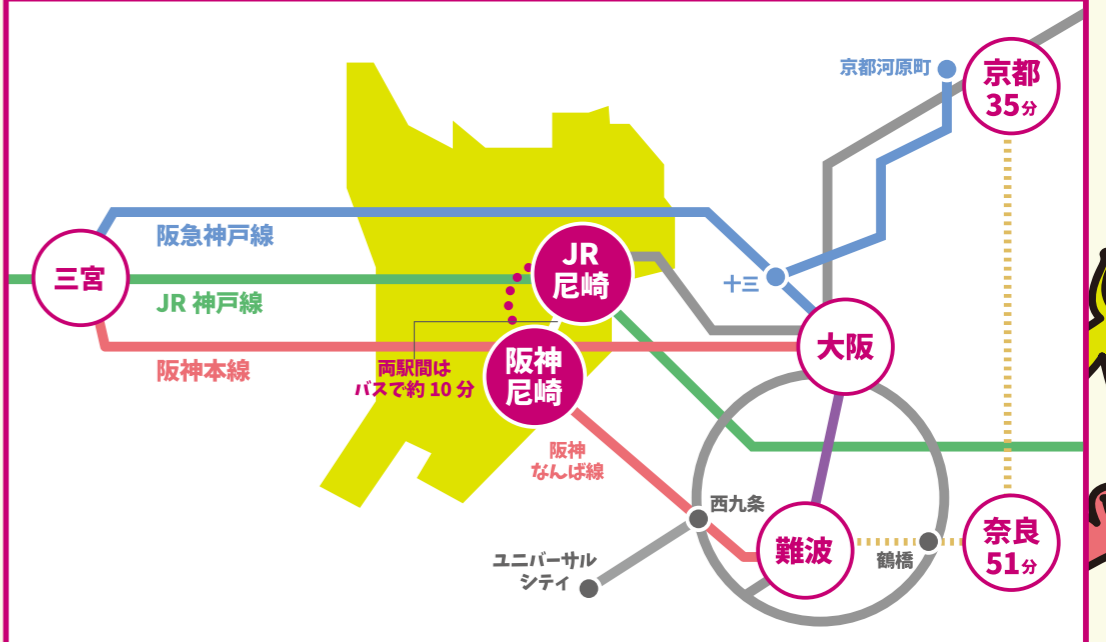 京都河原町
京都
35分
阪急神戸線
三宮
JR
尼崎
十三
JR 神戸線
大阪
阪神本線
両駅間は
バスで約 10 分
阪神
尼崎
阪神
なんば線
西九条
難波
鶴橋
奈良
51分
ユニバーサル
シティ